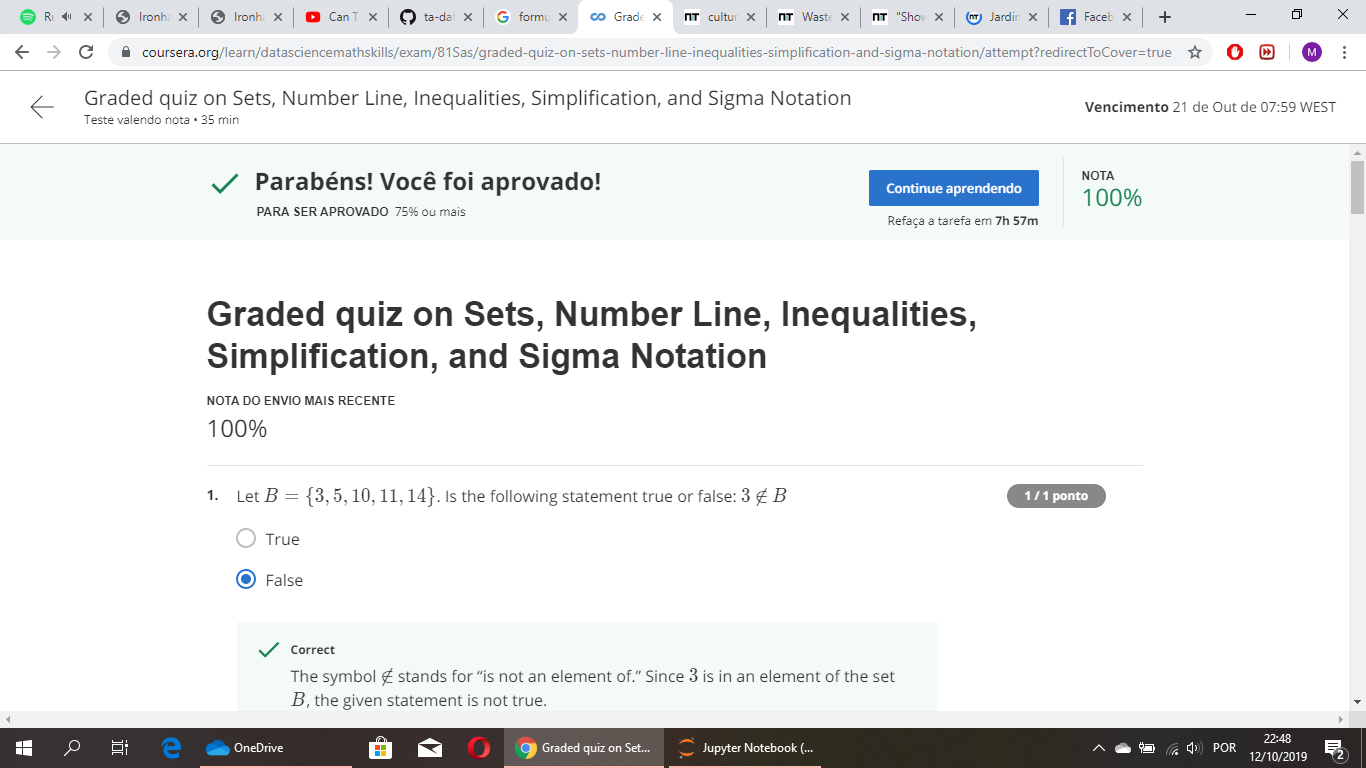 Ironh
Ironh
Can T
ta-dat
formu
Grade
cultur
Waste
"Show
Jardin
Faceb
coursera.org/learn/datasciencemathskills/exam/81Sas/graded-quiz-on-sets-number-line-inequalities-simplification-and-sigma-notation/attempt?redirectToCover=true
M
Graded quiz on Sets, Number Line, Inequalities, Simplification, and Sigma Notation
Teste valendo nota • 35 min
Vencimento 21 de Out de 07:59 WEST
Parabéns! Você foi aprovado!
PARA SER APROVADO 75% ou mais
Continue aprendendo
Refaça a tarefa em 7h 57m
NOTA
100%
Graded quiz on Sets, Number Line, Inequalities,
Simplification, and Sigma Notation
NOTA DO ENVIO MAIS RECENTE
100%
1. Let B = {3, 5, 10, 11, 14}. Is the following statement true or false: 3 ∉ B
1 / 1 ponto
True
False
Correct
The symbol ∉ stands for “is not an element of.” Since 3 is in an element of the set
B, the given statement is not true.
OneDrive
Graded quiz on Set...
Jupyter Notebook (...
POR
22:48
12/10/2019
2